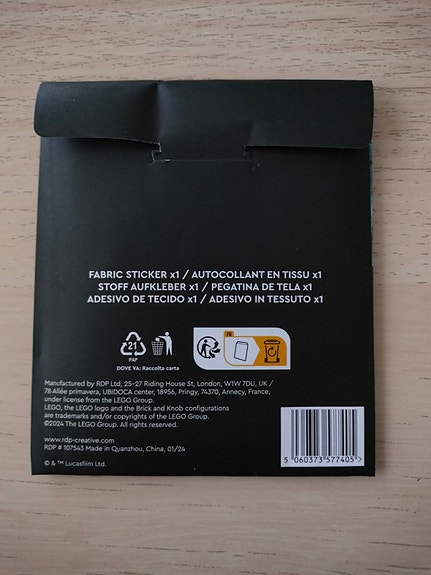 FABRIC STICKER x1 / AUTOCOLLANT EN TISSU x1
STOFF AUFKLEBER x1 / PEGATINA DE TELA x1
ADESIVO DE TECIDO x1 / ADESIVO IN TESSUTO x1
21
PAP
DOVE VA: Raccolta carta
FR
Manufactured by RDP Ltd, 25-27 Riding House St, London, W1W 7DU, UK /
78 Allée primavera, UBIDOCA center, 18956, Pringy, 74370, Annecy, France,
under license from the LEGO Group.
LEGO, the LEGO logo and the Brick and Knob configurations
are trademarks and/or copyrights of the LEGO Group.
©2024 The LEGO Group. All rights reserved.
www.rdp-creative.com
RDP # 107543 Made in Quanzhou, China, 01/24
© & ™ Lucasfilm Ltd.
5 060373 577405 >